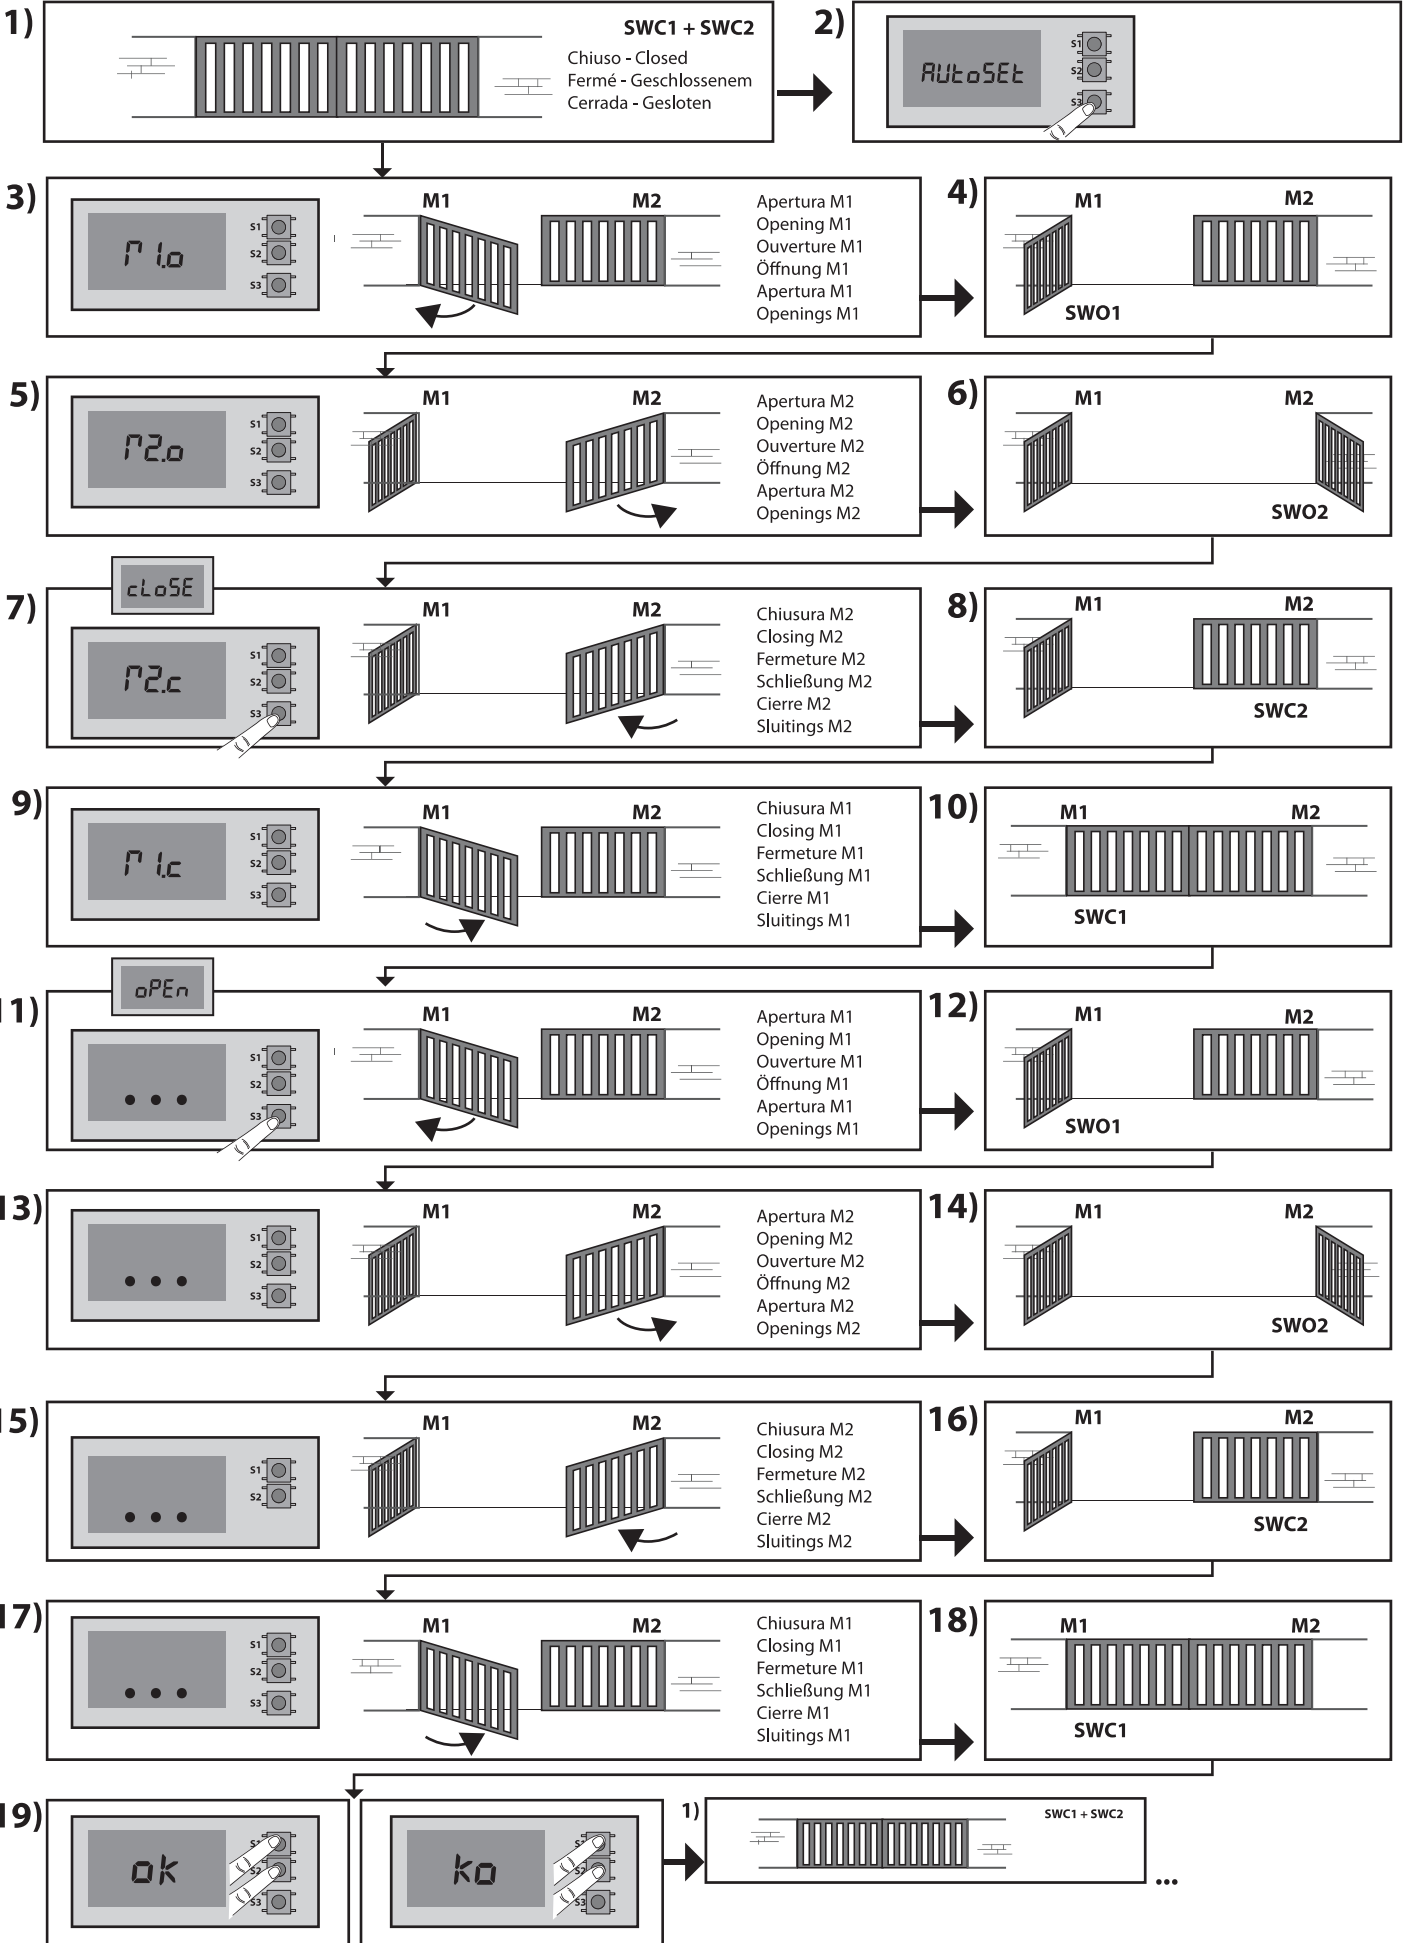 1)
SWC1 + SWC2
Chiuso - Closed
Fermé - Geschlossenem
Cerrada - Gesloten
2)
AUtoSEt
S1
S2
S3
3)
M1.o
S1
S2
S3
M1
M2
Apertura M1
Opening M1
Ouverture M1
Öffnung M1
Apertura M1
Openings M1
4)
M1
M2
SWO1
5)
M2.o
S1
S2
S3
M1
M2
Apertura M2
Opening M2
Ouverture M2
Öffnung M2
Apertura M2
Openings M2
6)
M1
M2
SWO2
cLoSE
7)
M2.c
S1
S2
S3
M1
M2
Chiusura M2
Closing M2
Fermeture M2
Schließung M2
Cierre M2
Sluitings M2
8)
M1
M2
SWC2
9)
M1.c
S1
S2
S3
M1
M2
Chiusura M1
Closing M1
Fermeture M1
Schließung M1
Cierre M1
Sluitings M1
10)
M1
M2
SWC1
oPEn
11)
...
S1
S2
S3
M1
M2
Apertura M1
Opening M1
Ouverture M1
Öffnung M1
Apertura M1
Openings M1
12)
M1
M2
SWO1
13)
...
S1
S2
S3
M1
M2
Apertura M2
Opening M2
Ouverture M2
Öffnung M2
Apertura M2
Openings M2
14)
M1
M2
SWO2
15)
...
S1
S2
M1
M2
Chiusura M2
Closing M2
Fermeture M2
Schließung M2
Cierre M2
Sluitings M2
16)
M1
M2
SWC2
17)
...
S1
S2
S3
M1
M2
Chiusura M1
Closing M1
Fermeture M1
Schließung M1
Cierre M1
Sluitings M1
18)
M1
M2
SWC1
19)
ok
S1
S2
S3
ko
S1
S2
S3
1)
SWC1 + SWC2
...